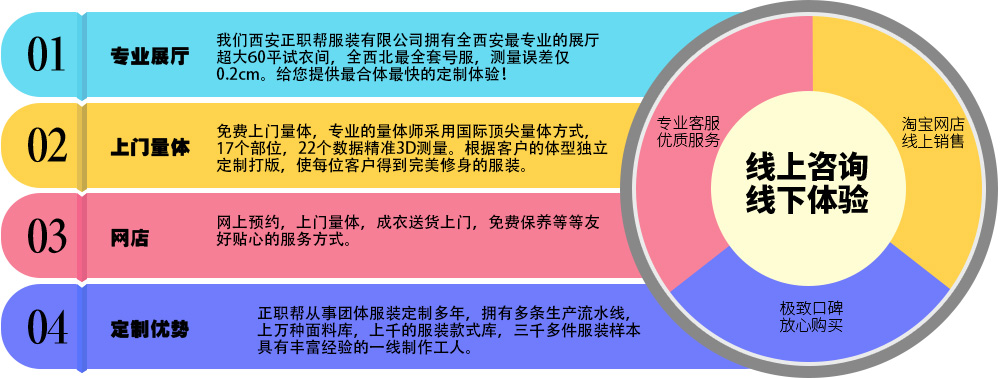 01
专业展厅
我们西安正职帮服装有限公司拥有全西安最专业的展厅
超大60平试衣间，全西北最全套号服，测量误差仅
0.2cm。给您提供最合体最快的定制体验！
02
上门量体
免费上门量体，专业的量体师采用国际顶尖量体方式，
17个部位，22个数据精准3D测量。根据客户的体型独立
定制打版，使每位客户得到完美修身的服装。
03
网店
网上预约，上门量体，成衣送货上门，免费保养等等友
好贴心的服务方式。
04
定制优势
正职帮从事团体服装定制多年，拥有多条生产流水线，
上万种面料库，上千的服装款式库，三千多件服装样本
具有丰富经验的一线制作工人。
专业客服
优质服务
淘宝网店
线上销售
线上咨询
线下体验
极致口碑
放心购买